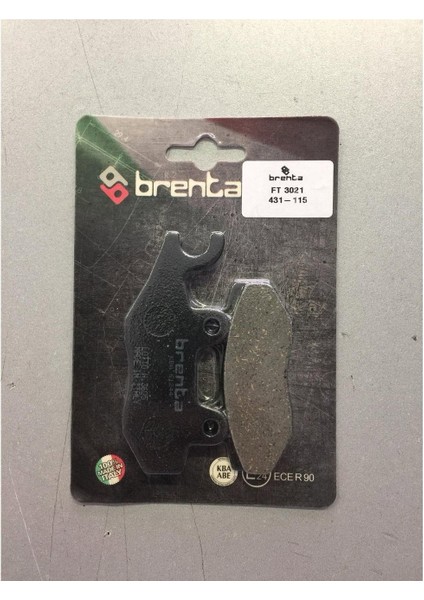 brenta
brenta
FT 3021
431-115
brenta
100%
MADE IN
ITALY
KBA
ABE
E24 ECE R 90